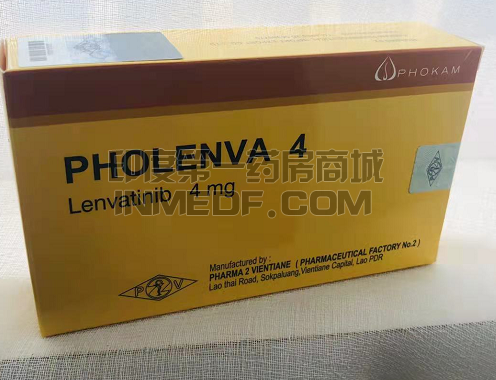 PHOKAM
PHOLENVA 4
Lenvatinib 4 mg
印度第一药房商城
INMEDF.COM
Manufactured by :
PHARMA 2 VIENTIANE ( PHARMACEUTICAL FACTORY No.2 )
Lao thai Road, Sokpaluang,Vientiane Capital, Lao PDR
P V